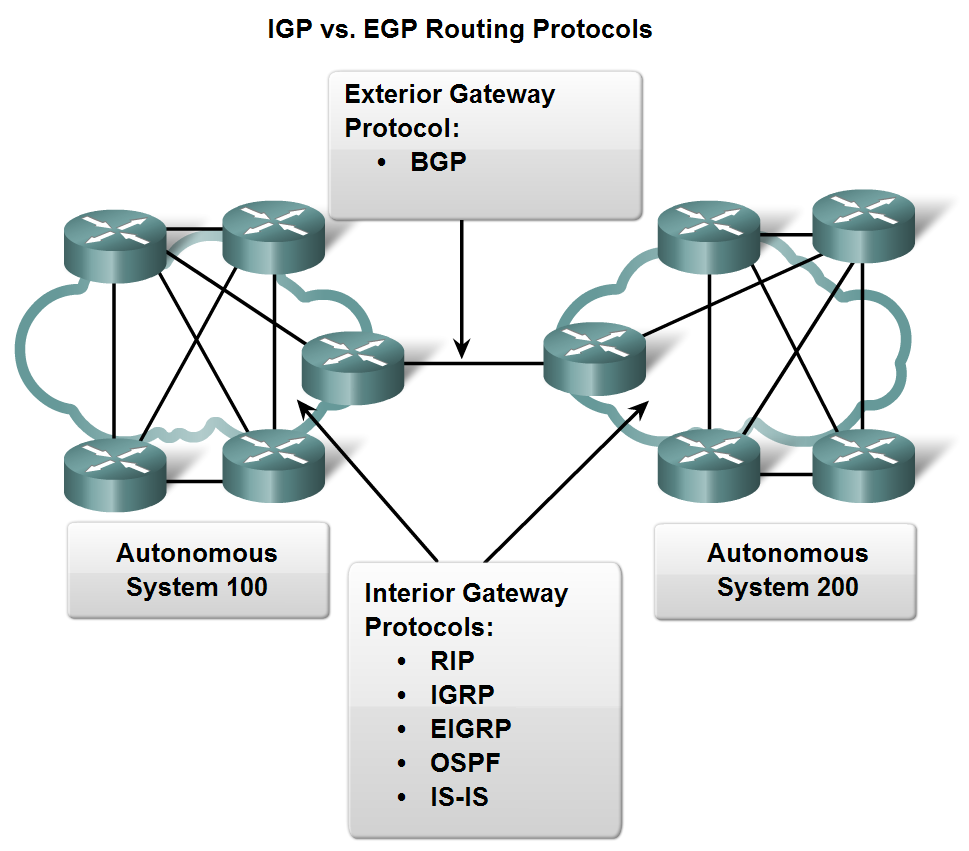 IGP vs. EGP Routing Protocols
Exterior Gateway
Protocol:
• BGP
Autonomous
System 100
Autonomous
System 200
Interior Gateway
Protocols:
• RIP
• IGRP
• EIGRP
• OSPF
• IS-IS